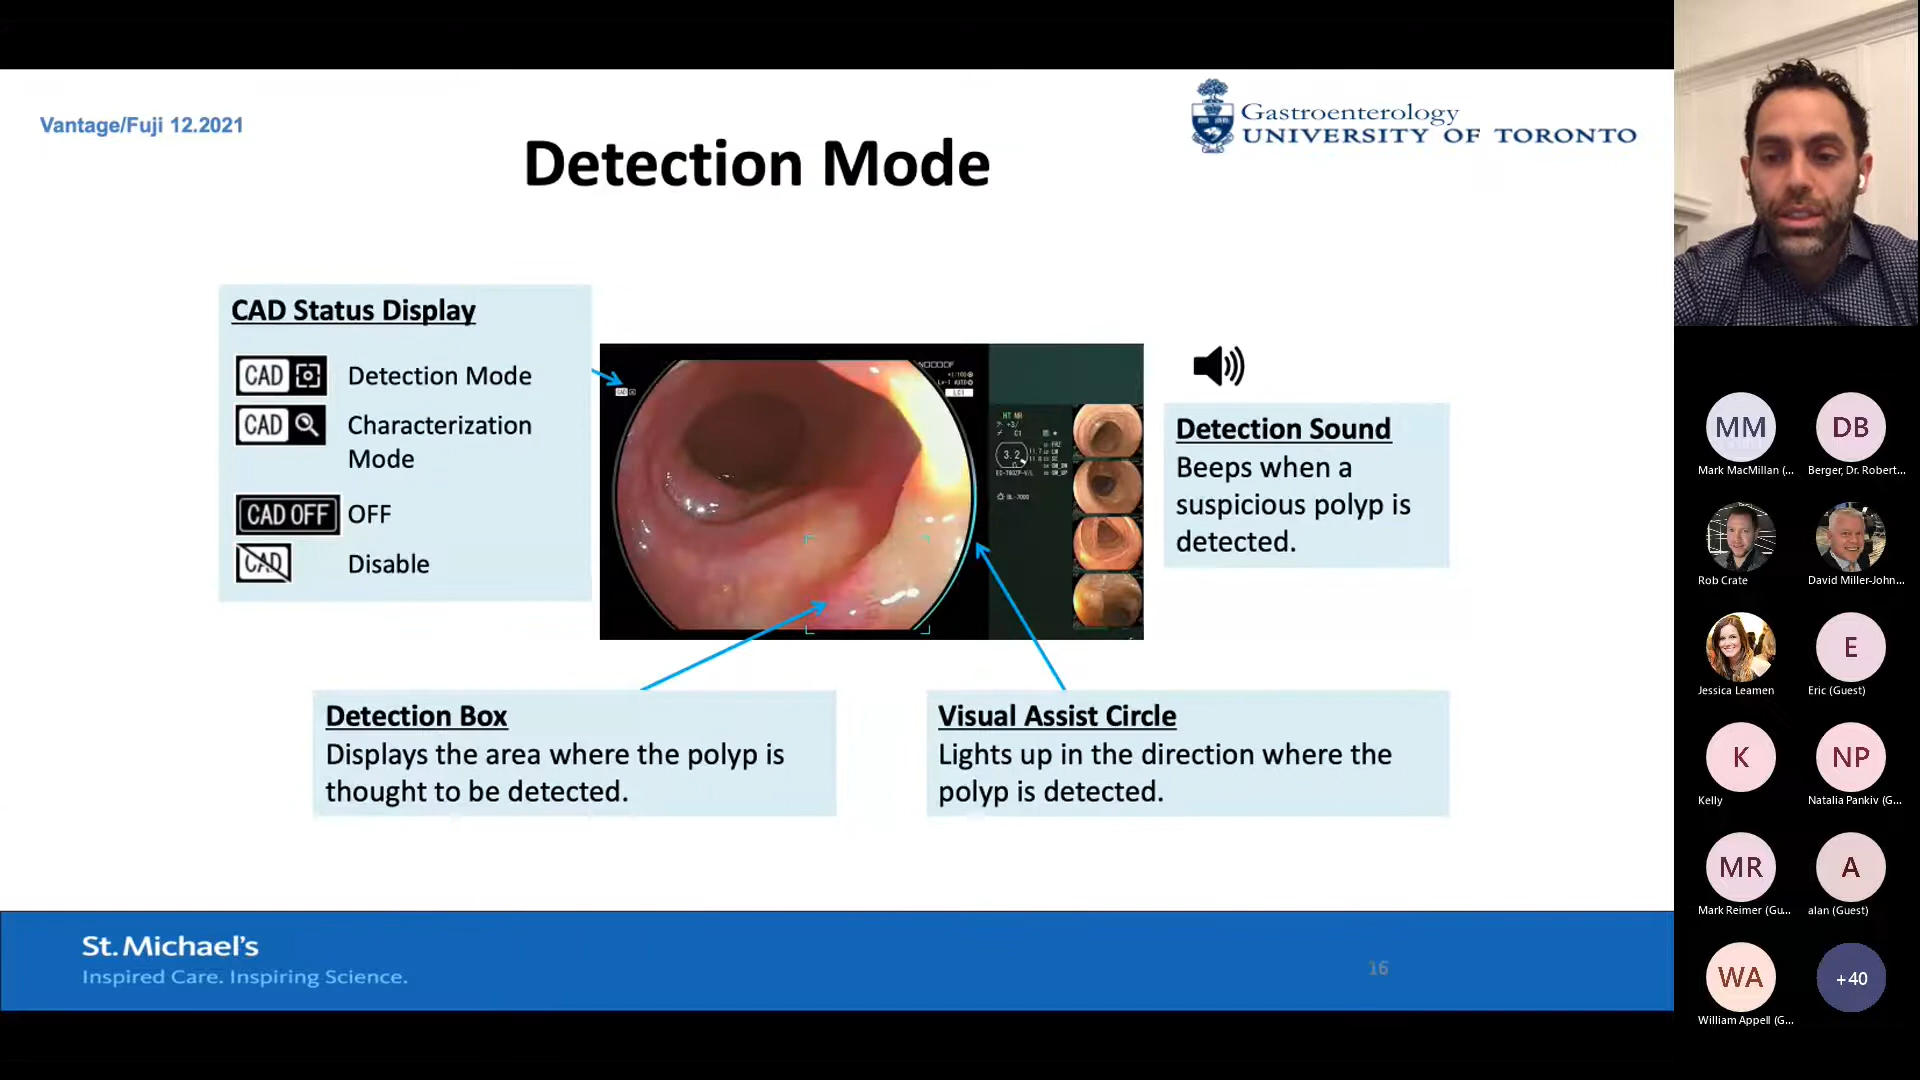 Vantage/Fuji 12.2021
Gastroenterology
UNIVERSITY OF TORONTO
Detection Mode
CAD Status Display
CAD
Detection Mode
CAD
Characterization
Mode
CAD OFF
OFF
CAD
Disable
3.2
Detection Sound
Beeps when a
suspicious polyp is
detected.
Detection Box
Displays the area where the polyp is
thought to be detected.
Visual Assist Circle
Lights up in the direction where the
polyp is detected.
St. Michael's
Inspired Care. Inspiring Science.
16
MM
Mark MacMillan (...
DB
Berger, Dr. Robert...
Rob Crate
David Miller-John...
Jessica Leamen
E
Eric (Guest)
K
Kelly
NP
Natalia Pankiv (G...
MR
Mark Reimer (Gu...
A
alan (Guest)
WA
William Appell (G...
+40